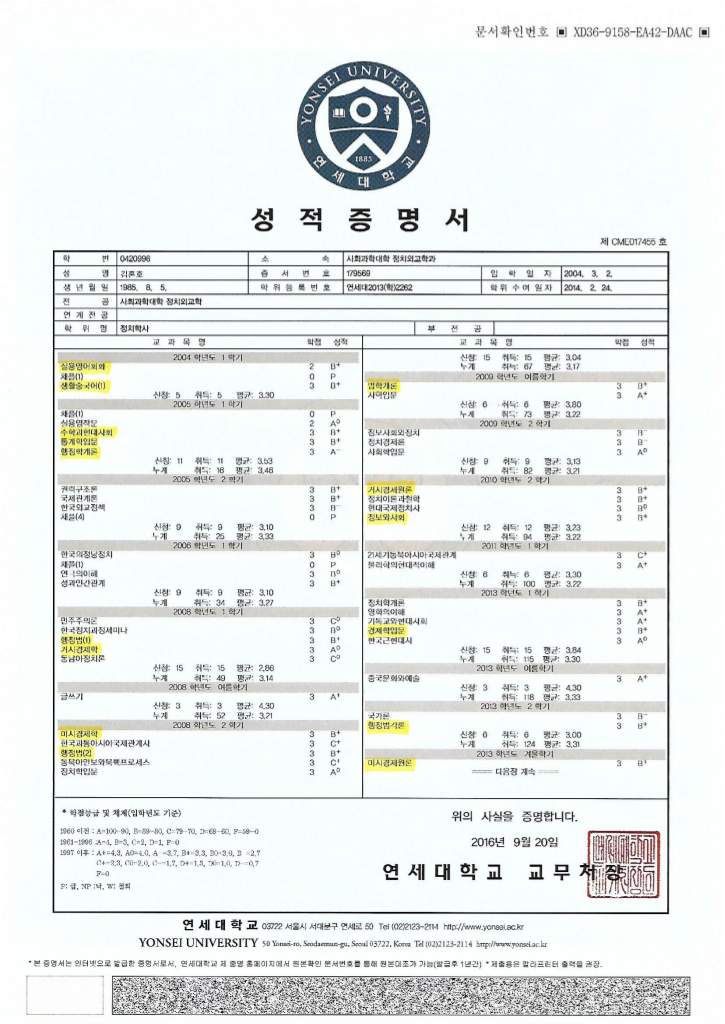 문서확인번호 ▣ XD36-9158-EA42-DAAC ▣
YONSEI UNIVERSITY
1885
연세대학교
성적증명서
제 CME017455 호
학 번 0420996 소 속 사회과학대학 정치외교학과
성 명 김흔호 증 서 번 호 179569 입 학 일 자 2004. 3. 2.
생 년 월 일 1985. 8. 5. 학 위 등 록 번 호 연세대2013(학)2262 학 위 수 여 일 자 2014. 2. 24.
전 공 사회과학대학 정치외교학
연 계 전 공
학 위 명 정치학사 부 전 공
교 과 목 명 학점 성적
2004 학년도 1 학기
실용영어회화 2 B+
채플(1) 0 P
생활중국어(1) 3 B+
신청: 5 취득: 5 평균: 3.30
2005 학년도 1 학기
채플(1) 0 P
실용영작문 2 A0
수학과현대사회 3 B+
통계학입문 3 B+
행정학개론 3 A-
신청: 11 취득: 11 평균: 3.53
누계 취득: 16 평균: 3.46
2005 학년도 2 학기
권력구조론 3 B+
국제관계론 3 B+
한국외교정책 3 B-
채플(4) 0 P
신청: 9 취득: 9 평균: 3.10
누계 취득: 25 평균: 3.33
2006 학년도 1 학기
한국의정당정치 3 B0
채플(1) 0 P
연극의이해 3 B0
성과인간관계 3 B+
신청: 9 취득: 9 평균: 3.10
누계 취득: 34 평균: 3.27
2008 학년도 1 학기
민주주의론 3 C0
한국정치과정세미나 3 B0
행정법(1) 3 B+
거시경제학 3 A0
동남아정치론 3 C0
신청: 15 취득: 15 평균: 2.86
누계 취득: 49 평균: 3.14
2008 학년도 여름학기
글쓰기 3 A+
신청: 3 취득: 3 평균: 4.30
누계 취득: 52 평균: 3.21
2008 학년도 2 학기
미시경제학 3 B+
한국과동아시아국제관계사 3 C+
행정법(2) 3 B+
동북아안보와북핵프로세스 3 C+
정치학입문 3 A0
교 과 목 명 학점 성적
신청: 15 취득: 15 평균: 3.04
누계 취득: 67 평균: 3.17
2009 학년도 여름학기
법학개론 3 B+
사학입문 3 A+
신청: 6 취득: 6 평균: 3.80
누계 취득: 73 평균: 3.22
2009 학년도 2 학기
정보사회와정치 3 B-
정치경제론 3 B-
사회학입문 3 A0
신청: 9 취득: 9 평균: 3.13
누계 취득: 82 평균: 3.21
2010 학년도 2 학기
거시경제원론 3 B+
정치이론과철학 3 B+
현대국제정치사 3 B0
정보와사회 3 B+
신청: 12 취득: 12 평균: 3.23
누계 취득: 94 평균: 3.22
2011 학년도 1 학기
21세기동북아시아국제관계 3 C+
물리학의현대적이해 3 A+
신청: 6 취득: 6 평균: 3.30
누계 취득: 100 평균: 3.22
2013 학년도 1 학기
정치학개론 3 B+
영화의이해 3 A+
기독교와현대사회 3 A+
경제학입문 3 B+
한국근현대사 3 A0
신청: 15 취득: 15 평균: 3.84
누계 취득: 115 평균: 3.30
2013 학년도 여름학기
중국문화와예술 3 A+
신청: 3 취득: 3 평균: 4.30
누계 취득: 118 평균: 3.33
2013 학년도 2 학기
국가론 3 B-
행정법각론 3 B+
신청: 6 취득: 6 평균: 3.00
누계 취득: 124 평균: 3.31
2013 학년도 겨울학기
미시경제원론 3 B+
==== 다음장 계속 ====
* 학점등급 및 체계(입학년도 기준)
1960 이전 : A=100-90, B=89-80, C=79-70, D=69-60, F=59-0
1961-1996 : A=4, B=3, C=2, D=1, F=0
1997 이후 : A+=4.3, A0=4.0, A-=3.7, B+=3.3, B0=3.0, B-=2.7
C+=2.3, C0=2.0, C-=1.7, D+=1.3, D0=1.0, D-=0.7
F=0
P: 급, NP :낙, W: 철회
위의 사실을 증명합니다.
2016년 9월 20일
연세대학교 교무처장
연세대학교 03722 서울시 서대문구 연세로 50 Tel (02)2123-2114 http://www.yonsei.ac.kr
YONSEI UNIVERSITY 50 Yonsei-ro, Seodaemun-gu, Seoul 03722, Korea Tel (02)2123-2114 http://www.yonsei.ac.kr
* 본 증명서는 인터넷으로 발급한 증명서로서, 연세대학교 제 증명 홈페이지에서 원본확인 문서번호를 통해 원본대조가 가능(발급후 1년간) * 제출용은 칼라프린터 출력을 권장.